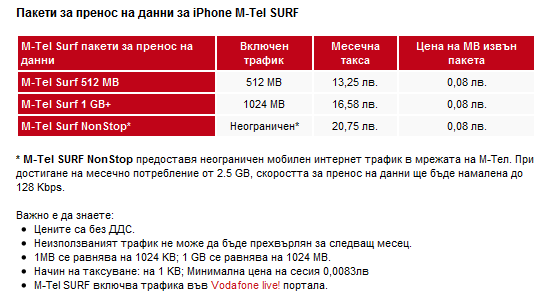 Пакети за пренос на данни за iPhone M-Tel SURF
M-Tel Surf пакети за пренос на данни Включен трафик Месечна такса Цена на МВ извън пакета
M-Tel Surf 512 MB 512 MB 13,25 лв. 0,08 лв.
M-Tel Surf 1 GB+ 1024 MB 16,58 лв. 0,08 лв.
M-Tel Surf NonStop* Неограничен* 20,75 лв. 0,08 лв.
* M-Tel SURF NonStop предоставя неограничен мобилен интернет трафик в мрежата на М-Тел. При
достигане на месечно потребление от 2.5 GB, скоростта за пренос на данни ще бъде намалена до
128 Kbps.
Важно е да знаете:
• Цените са без ДДС.
• Неизползваният трафик не може да бъде прехвърлян за следващ месец.
• 1MB се равнява на 1024 KB; 1 GB се равнява на 1024 MB.
• Начин на таксуване: на 1 KB; Минимална цена на сесия 0,0083лв
• M-Tel SURF включва трафика във Vodafone live! портала.